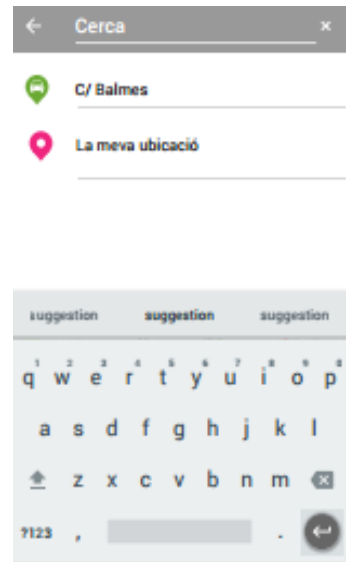 Cerca
C/ Balmes
La meva ubicació
suggestion suggestion suggestion
1 2 3 4 5 6 7 8 9 0
q w e r t y u i o p
a s d f g h j k l
z x c v b n m
?123 , .